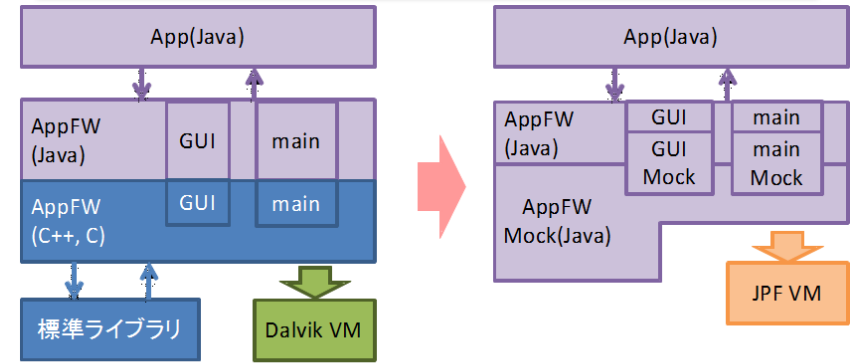 App(Java)
AppFW
(Java)
GUI
main
AppFW
(C++, C)
GUI
main
標準ライブラリ
Dalvik VM
App(Java)
AppFW
(Java)
GUI
main
GUI
Mock
main
Mock
AppFW
Mock(Java)
JPF VM